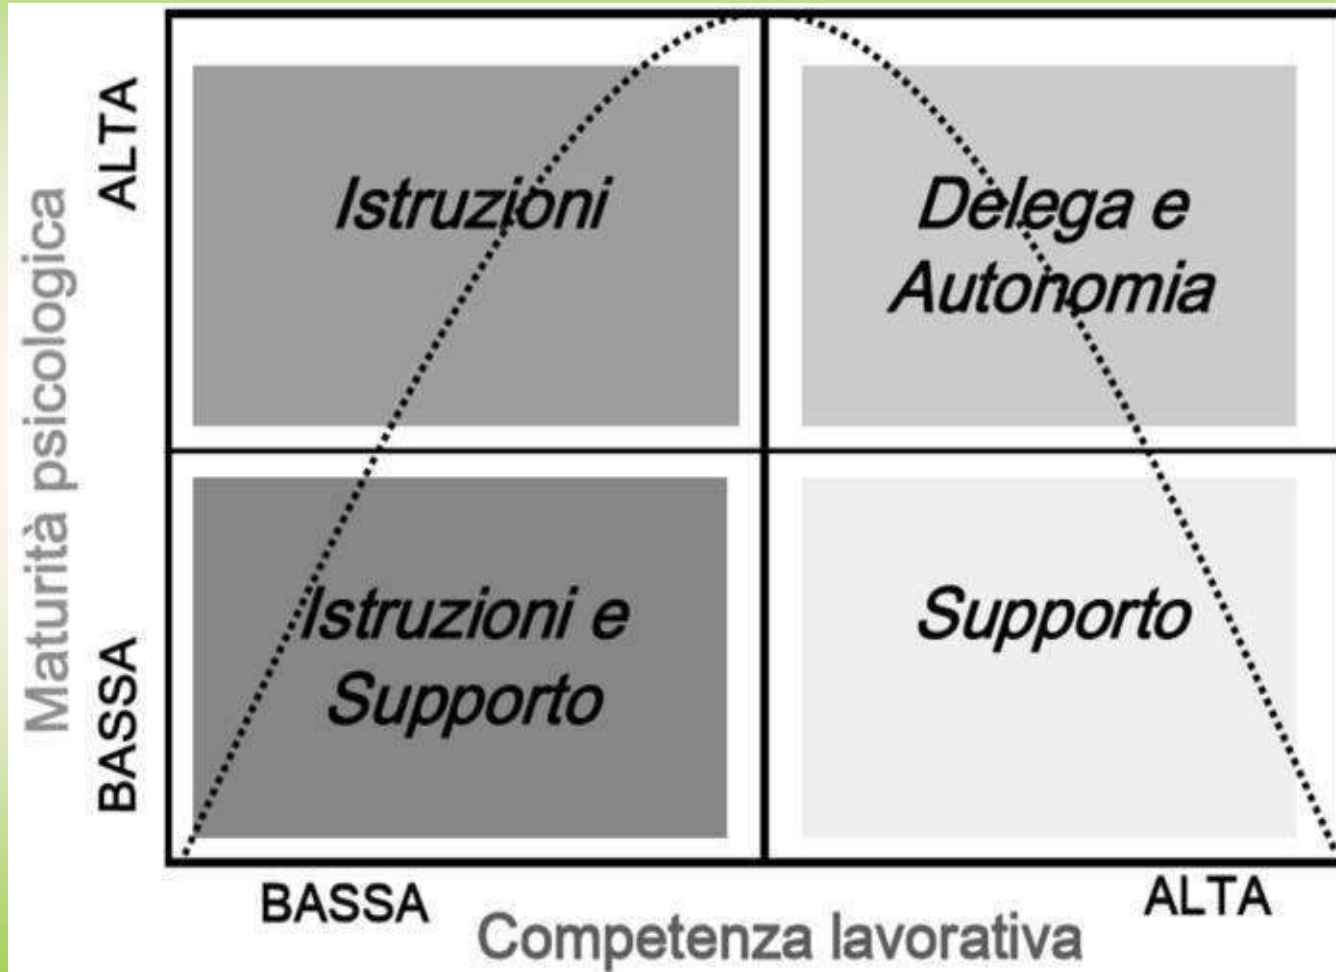 Maturità psicologica
ALTA
BASSA
Istruzioni
Delega e
Autonomia
Istruzioni e
Supporto
Supporto
BASSA
ALTA
Competenza lavorativa